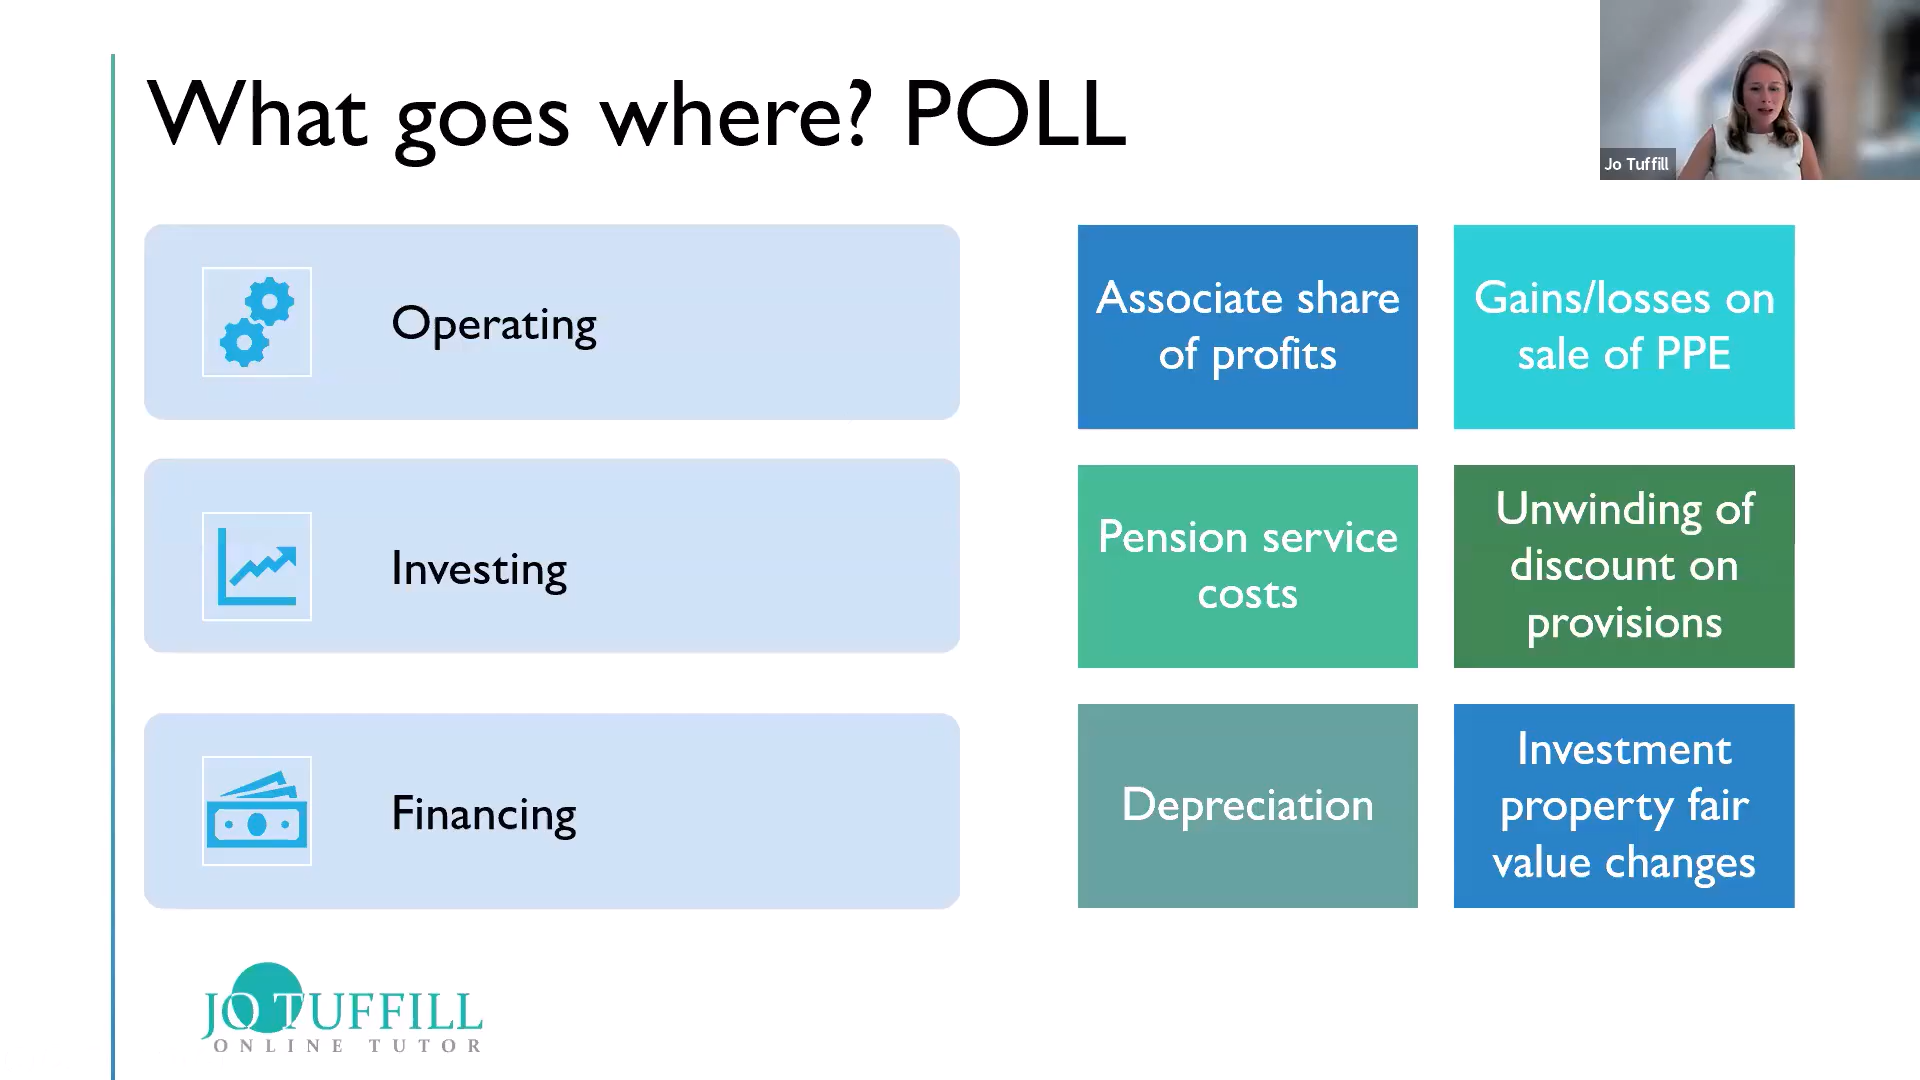 What goes where? POLL
Jo Tuffill
Operating
Investing
Financing
Associate share
of profits
Gains/losses on
sale of PPE
Pension service
costs
Unwinding of
discount on
provisions
Depreciation
Investment
property fair
value changes
JO TUFFILL
ONLINE TUTOR